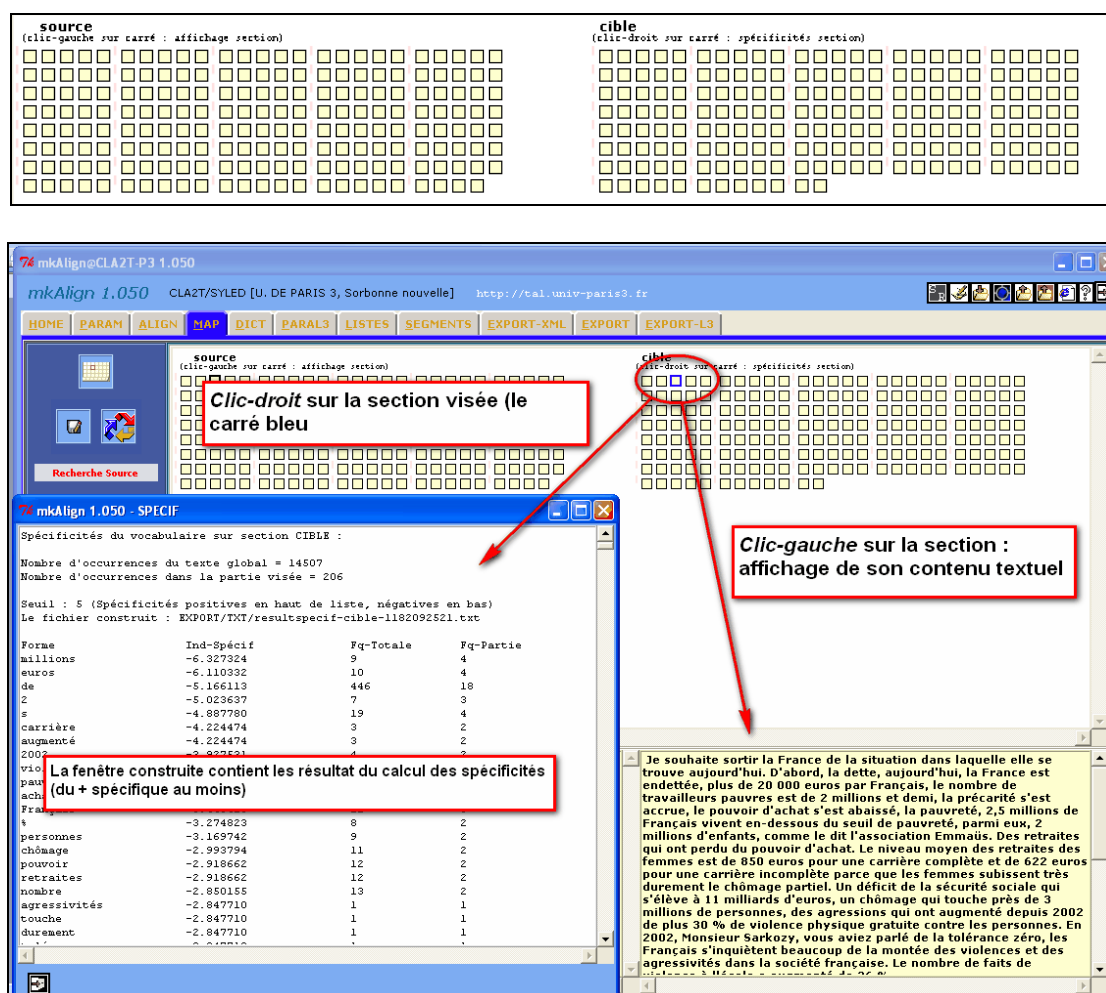 source
(clic-gauche sur carré : affichage section)
cible
(clic-droit sur carré : spécificités section)
mkAlign@CLA2T-P3 1.050
mkAlign 1.050 CLA2T/SYLED [U. DE PARIS 3, Sorbonne nouvelle] http://tal.univ-paris3.fr
HOME PARAM ALIGN MAP DICT PARAL3 LISTES SEGMENTS EXPORT-XML EXPORT EXPORT-L3
source
(clic-gauche sur carré : affichage section)
cible
(clic-droit sur carré : spécificités section)
Clic-droit sur la section visée (le
carré bleu
Recherche Source
Clic-gauche sur la section :
affichage de son contenu textuel
mkAlign 1.050 - SPECIF
Spécificités du vocabulaire sur section CIBLE :
Nombre d'occurrences du texte global = 14507
Nombre d'occurrences dans la partie visée = 206
Seuil : 5 (Spécificités positives en haut de liste, négatives en bas)
Le fichier construit : EXPORT/TXT/resultspecif-cible-1182092521.txt
Forme Ind-Spécif Fq-Totale Fq-Partie
millions -6.327324 9 4
euros -6.110332 10 4
de -5.166113 446 18
2 -5.023637 7 3
s -4.887780 19 4
carrière -4.224474 3 2
augmenté -4.224474 3 2
2002
La fenêtre construite contient les résultat du calcul des spécificités
(du + spécifique au moins)
% -3.274823 8 2
personnes -3.169742 9 2
chômage -2.993794 11 2
pouvoir -2.918662 12 2
retraites -2.918662 12 2
nombre -2.850155 13 2
agressivités -2.847710 1 1
touche -2.847710 1 1
durement -2.847710 1 1
Je souhaite sortir la France de la situation dans laquelle elle se
trouve aujourd'hui. D'abord, la dette, aujourd'hui, la France est
endettée, plus de 20 000 euros par Français, le nombre de
travailleurs pauvres est de 2 millions et demi, la précarité s'est
accrue, le pouvoir d'achat s'est abaissé, la pauvreté, 2,5 millions de
Français vivent en-dessous du seuil de pauvreté, parmi eux, 2
millions d'enfants, comme le dit l'association Emmaüs. Des retraites
qui ont perdu du pouvoir d'achat. Le niveau moyen des retraites des
femmes est de 850 euros pour une carrière complète et de 622 euros
pour une carrière incomplète parce que les femmes subissent très
durement le chômage partiel. Un déficit de la sécurité sociale qui
s'élève à 11 milliards d'euros, un chômage qui touche près de 3
millions de personnes, des agressions qui ont augmenté depuis 2002
de plus 30 % de violence physique gratuite contre les personnes. En
2002, Monsieur Sarkozy, vous aviez parlé de la tolérance zéro, les
Français s'inquiètent beaucoup de la montée des violences et des
agressivités dans la société française. Le nombre de faits de